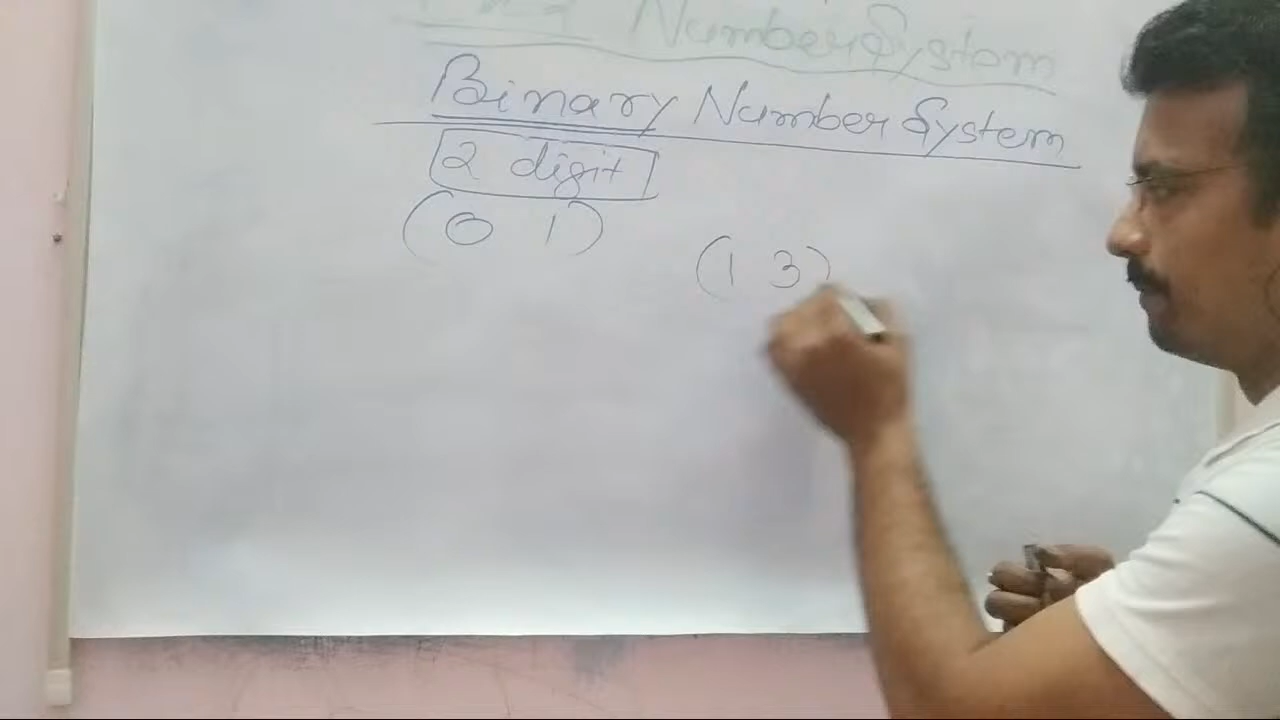 Number System
Binary Number System
2 digit
(0 1)
(1 3)